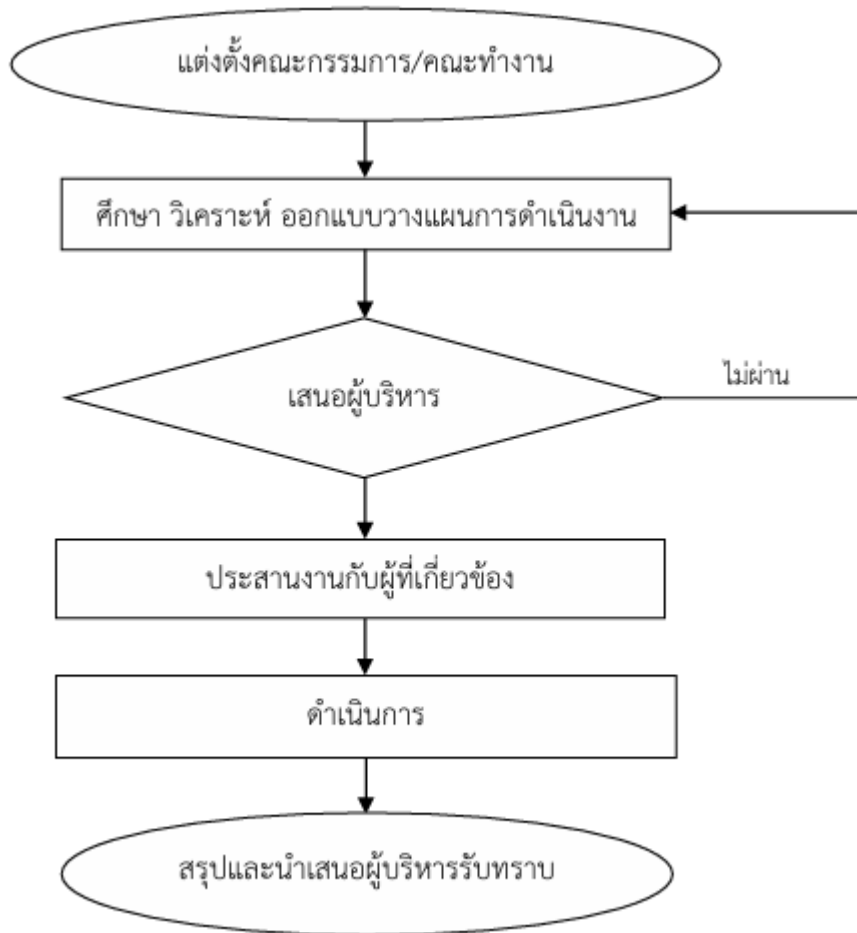 แต่งตั้งคณะกรรมการ/คณะทำงาน
ศึกษา วิเคราะห์ ออกแบบวางแผนการดำเนินงาน
เสนอผู้บริหาร
ไม่ผ่าน
ประสานงานกับผู้ที่เกี่ยวข้อง
ดำเนินการ
สรุปและนำเสนอผู้บริหารรับทราบ